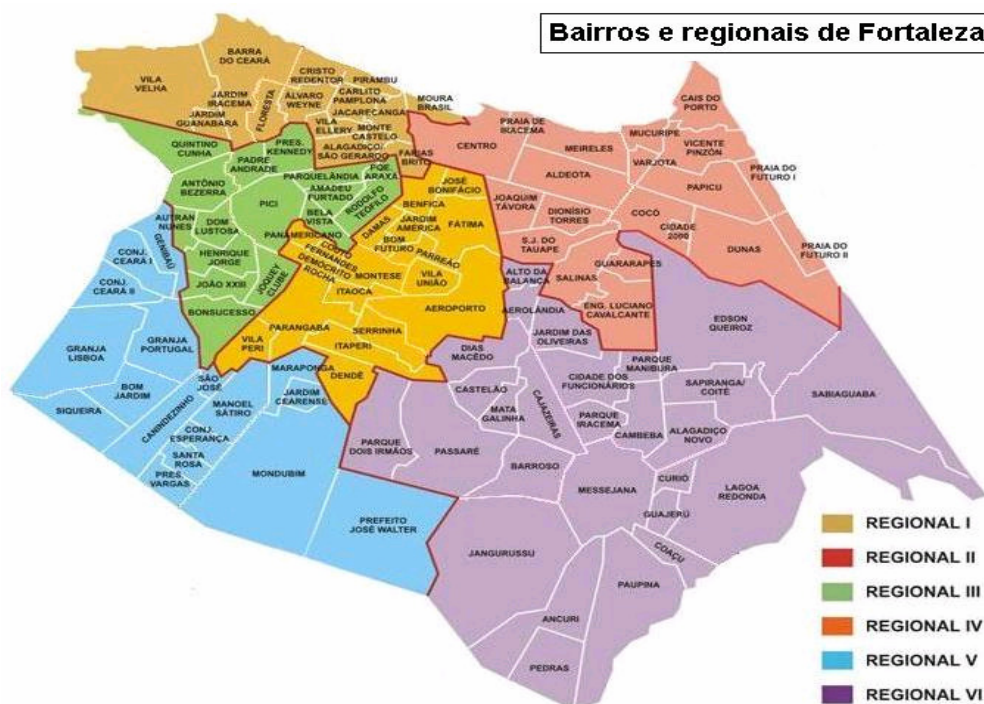 Bairros e regionais de Fortaleza
VILA
VELHA
BARRA
DO CEARÁ
CRISTO
REDENTOR
PIRAMBU
JARDIM
IRACEMA
JARDIM
GUANABARA
FLORESTA
ÁLVARO
WEYNE
CARLITO
PAMPLONA
JACARECANGA
MOURA
BRASIL
VILA
ELLERY
MONTE
CASTELO
ALAGADIÇO/
SÃO GERARDO
FARIAS
BRITO
CENTRO
PRAIA DE
IRACEMA
MEIRELES
ALDEOTA
MUCURIPE
VARJOTA
CAIS DO
PORTO
VICENTE
PINZÓN
PAPICU
PRAIA DO
FUTURO I
PRAIA DO
FUTURO II
JOAQUIM
TÁVORA
DIONÍSIO
TORRES
COCÓ
CIDADE
2000
DUNAS
S.J. DO
TAUAPE
SALINAS
GUARARAPES
ENG. LUCIANO
CAVALCANTE
QUINTINO
CUNHA
PADRE
ANDRADE
PRES.
KENNEDY
PARQUELÂNDIA
PQE.
ARAXÁ
AMADEU
FURTADO
RODOLFO
TEÓFILO
ANTÔNIO
BEZERRA
PICI
BELA
VISTA
PANAMERICANO
AUTRAN
NUNES
DOM
LUSTOSA
HENRIQUE
JORGE
JOÃO XXIII
JOQUEY
CLUBE
BONSUCESSO
JOSÉ
BONIFÁCIO
BENFICA
FÁTIMA
DAMAS
JARDIM
AMÉRICA
BOM
FUTURO
PARREÃO
COUTO
FERNANDES
DEMÓCRITO
ROCHA
MONTESE
VILA
UNIÃO
ITAOCA
AEROPORTO
PARANGABA
SERRINHA
VILA
PERI
ITAPERI
DENDÊ
GENIBAÚ
CONJ.
CEARÁ I
CONJ.
CEARÁ II
GRANJA
LISBOA
GRANJA
PORTUGAL
BOM
JARDIM
SIQUEIRA
CANINDEZINHO
SÃO
JOSÉ
MANOEL
SÁTIRO
MARAPONGA
JARDIM
CEARENSE
CONJ.
ESPERANÇA
SANTA
ROSA
PRES.
VARGAS
MONDUBIM
PREFEITO
JOSÉ WALTER
ALTO DA
BALANÇA
AEROLÂNDIA
JARDIM DAS
OLIVEIRAS
EDSON
QUEIROZ
DIAS
MACÊDO
CASTELÃO
MATA
GALINHA
CAJAZEIRAS
CIDADE DOS
FUNCIONÁRIOS
PARQUE
MANIBURA
SAPIRANGA/
COITÉ
SABIAGUABA
PARQUE
IRACEMA
CAMBEBA
ALAGADIÇO
NOVO
PARQUE
DOIS IRMÃOS
PASSARÉ
BARROSO
MESSEJANA
CURIÓ
LAGOA
REDONDA
GUAJERÚ
COAÇU
JANGURUSSU
PAUPINA
ANCURI
PEDRAS
REGIONAL I
REGIONAL II
REGIONAL III
REGIONAL IV
REGIONAL V
REGIONAL VI